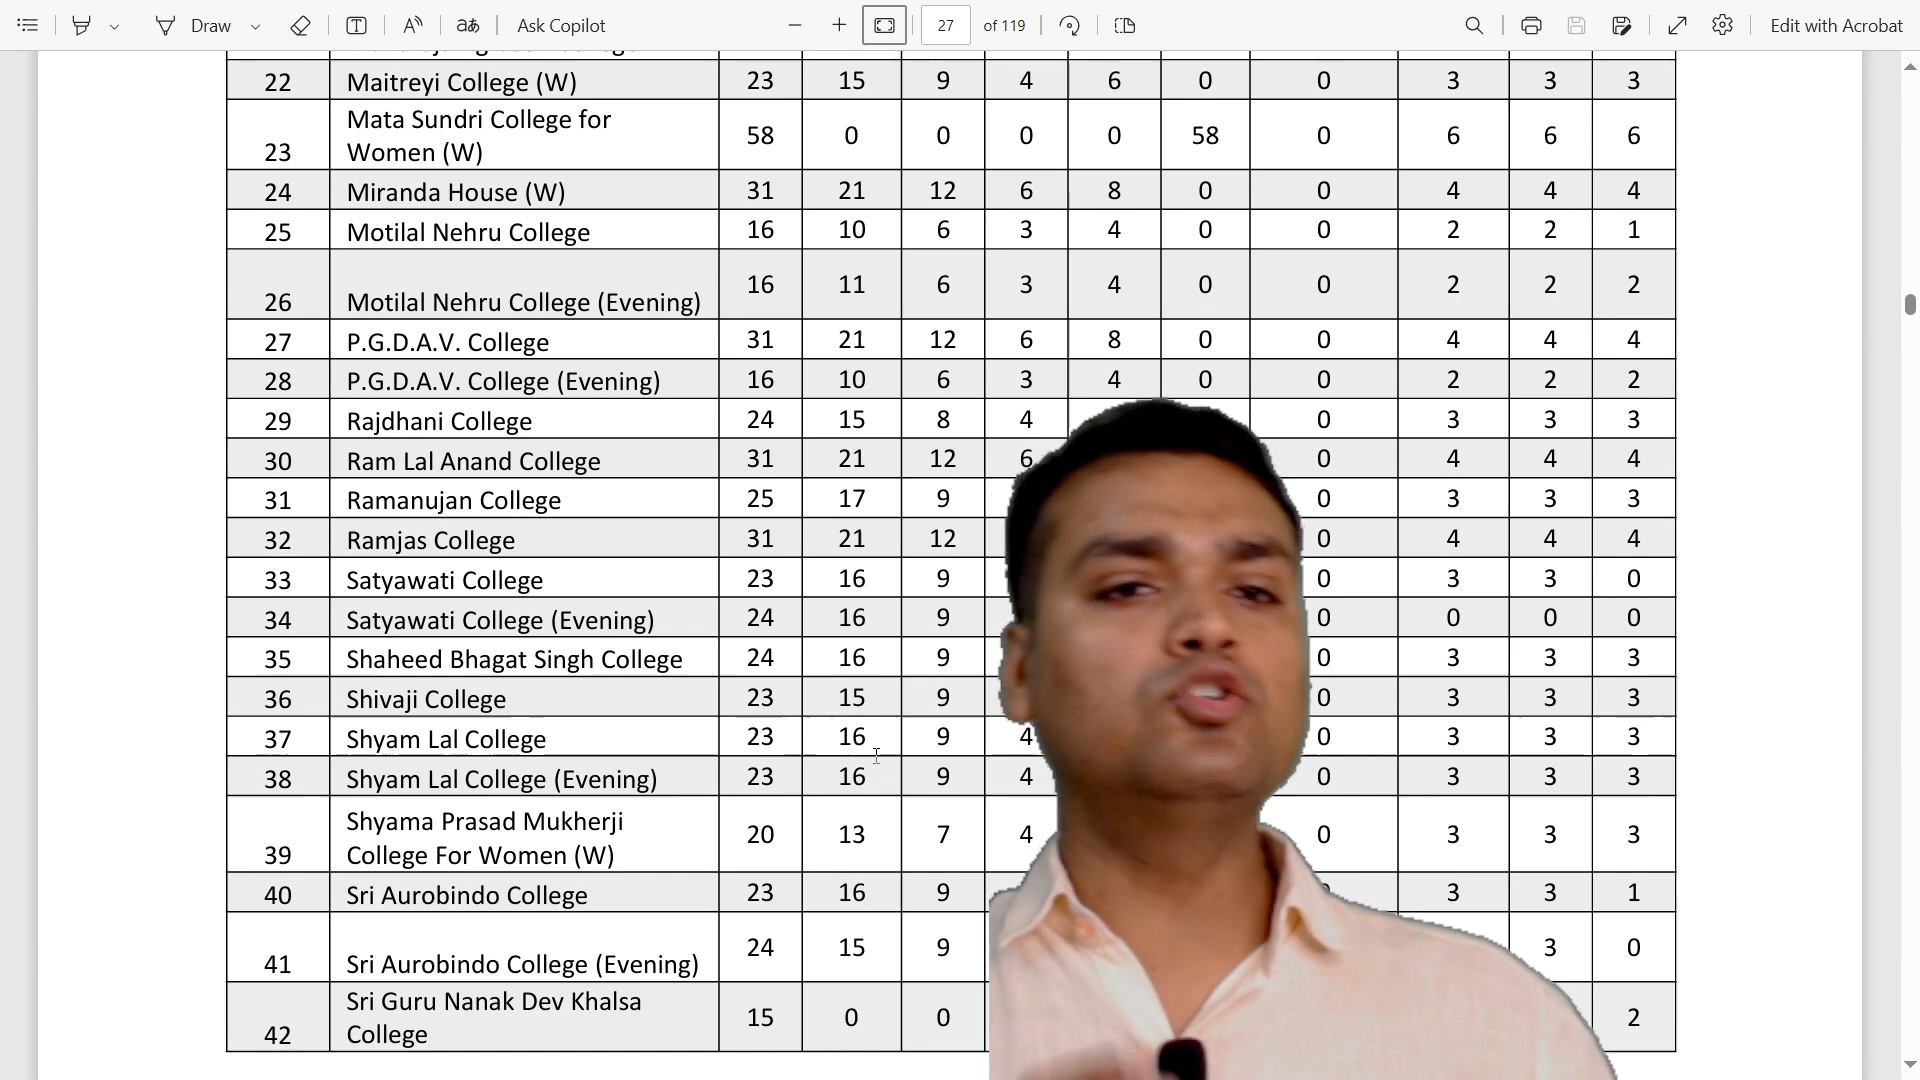 Draw
Ask Copilot
27 of 119
Edit with Acrobat
22 Maitreyi College (W) 23 15 9 4 6 0 0 3 3 3
Mata Sundri College for
23 Women (W) 58 0 0 0 0 58 0 6 6 6
24 Miranda House (W) 31 21 12 6 8 0 0 4 4 4
25 Motilal Nehru College 16 10 6 3 4 0 0 2 2 1
26 Motilal Nehru College (Evening) 16 11 6 3 4 0 0 2 2 2
27 P.G.D.A.V. College 31 21 12 6 8 0 0 4 4 4
28 P.G.D.A.V. College (Evening) 16 10 6 3 4 0 0 2 2 2
29 Rajdhani College 24 15 8 4 0 3 3 3
30 Ram Lal Anand College 31 21 12 6 0 4 4 4
31 Ramanujan College 25 17 9 0 3 3 3
32 Ramjas College 31 21 12 0 4 4 4
33 Satyawati College 23 16 9 0 3 3 0
34 Satyawati College (Evening) 24 16 9 0 0 0 0
35 Shaheed Bhagat Singh College 24 16 9 0 3 3 3
36 Shivaji College 23 15 9 0 3 3 3
37 Shyam Lal College 23 16 9 4 0 3 3 3
38 Shyam Lal College (Evening) 23 16 9 4 0 3 3 3
Shyama Prasad Mukherji
39 College For Women (W) 20 13 7 4 0 3 3 3
40 Sri Aurobindo College 23 16 9 3 3 1
41 Sri Aurobindo College (Evening) 24 15 9 3 0
Sri Guru Nanak Dev Khalsa
42 College 15 0 0 2